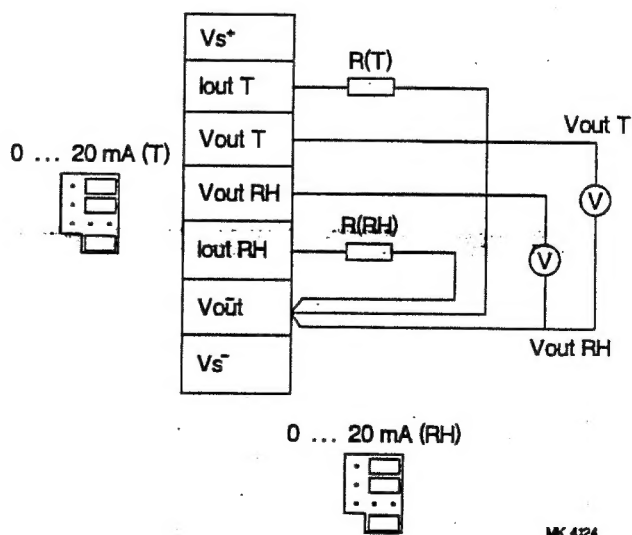 Vs+
Iout T
R(T)
Vout T
Vout T
0 ... 20 mA (T)
Vout RH
V
Iout RH
R(RH)
V
Vout-
Vout RH
Vs-
0 ... 20 mA (RH)
MK 4124